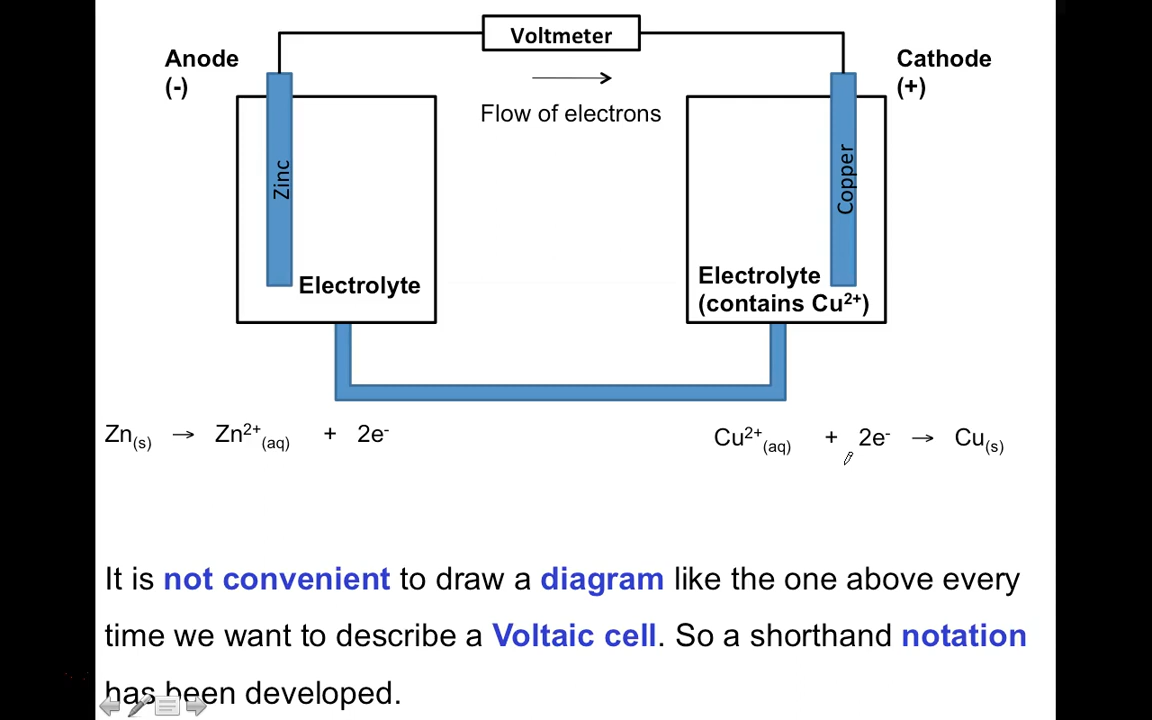 Voltmeter
Anode
(-)
Cathode
(+)
Flow of electrons
Zinc
Copper
Electrolyte
Electrolyte
(contains Cu²⁺)
Zn₍s₎ → Zn²⁺₍aq₎ + 2e⁻
Cu²⁺₍aq₎ + 2e⁻ → Cu₍s₎
It is not convenient to draw a diagram like the one above every
time we want to describe a Voltaic cell. So a shorthand notation
has been developed.